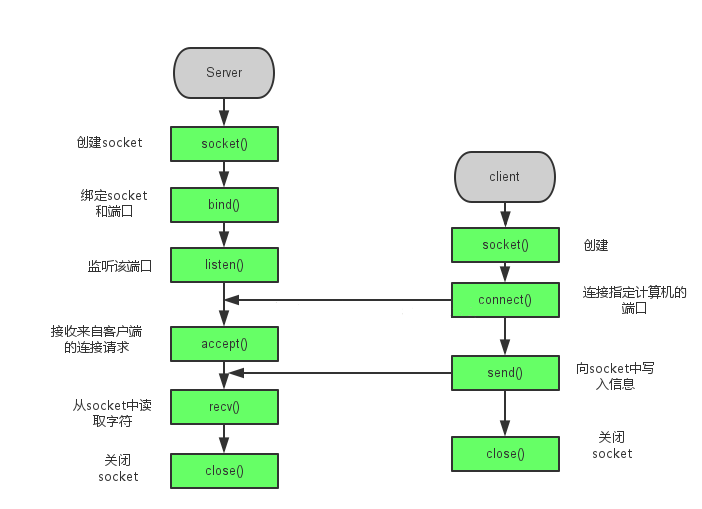 Server
创建socket
socket()
绑定socket
和端口
bind()
监听该端口
listen()
接收来自客户端
的连接请求
accept()
从socket中读
取字符
recv()
关闭
socket
close()
client
socket()
创建
connect()
连接指定计算机的
端口
send()
向socket中写
入信息
close()
关闭
socket